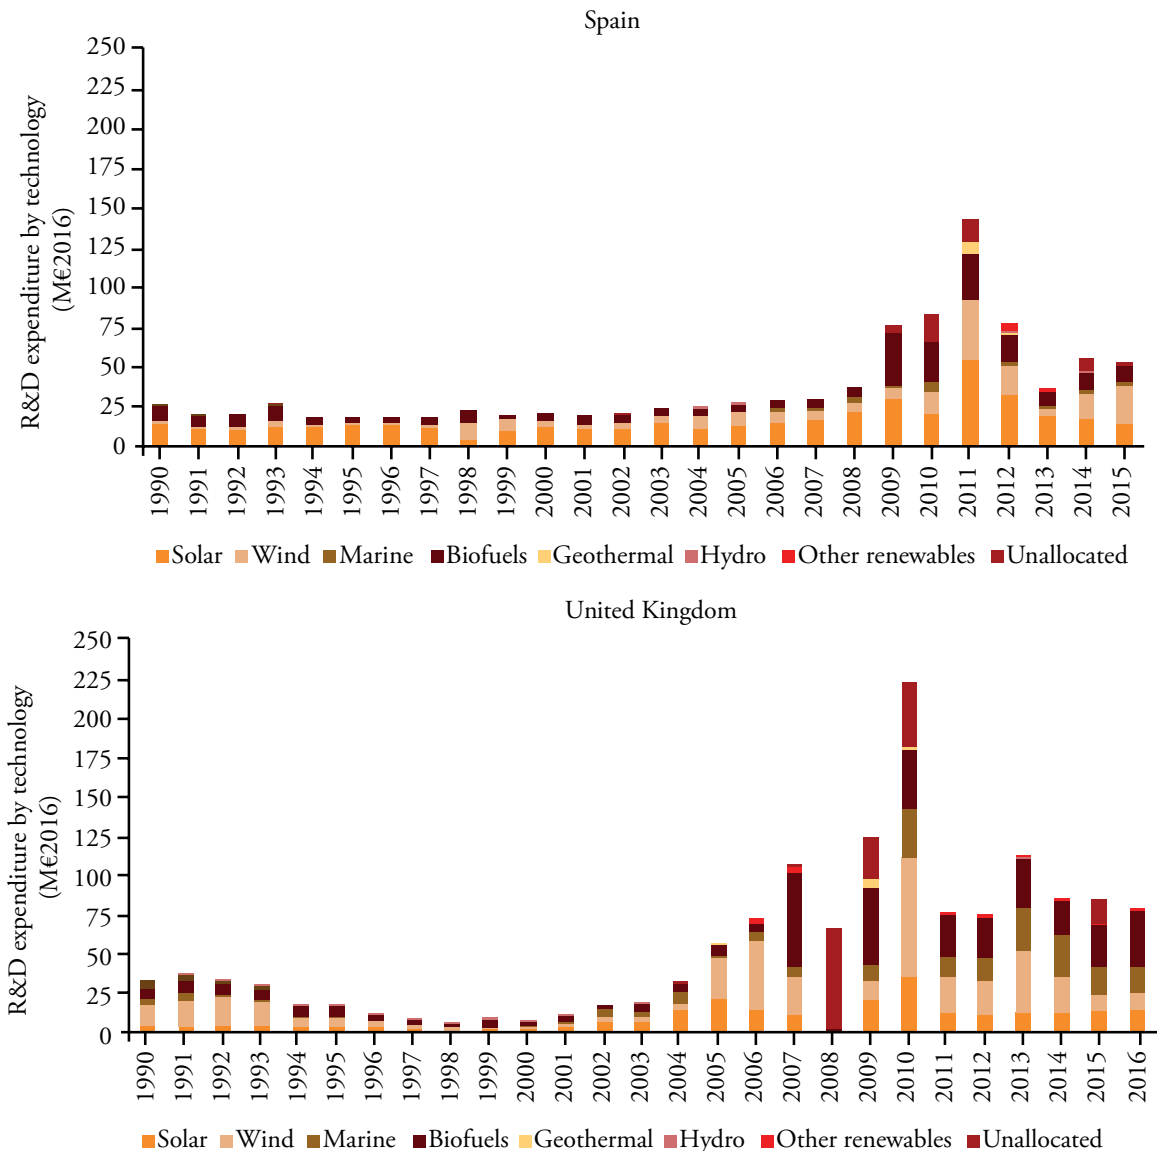 Spain
R&D expenditure by technology
(M€2016)
250
225
200
175
150
125
100
75
50
25
0
1990 1991 1992 1993 1994 1995 1996 1997 1998 1999 2000 2001 2002 2003 2004 2005 2006 2007 2008 2009 2010 2011 2012 2013 2014 2015
Solar Wind Marine Biofuels Geothermal Hydro Other renewables Unallocated
United Kingdom
R&D expenditure by technology
(M€2016)
250
225
200
175
150
125
100
75
50
25
0
1990 1991 1992 1993 1994 1995 1996 1997 1998 1999 2000 2001 2002 2003 2004 2005 2006 2007 2008 2009 2010 2011 2012 2013 2014 2015 2016
Solar Wind Marine Biofuels Geothermal Hydro Other renewables Unallocated